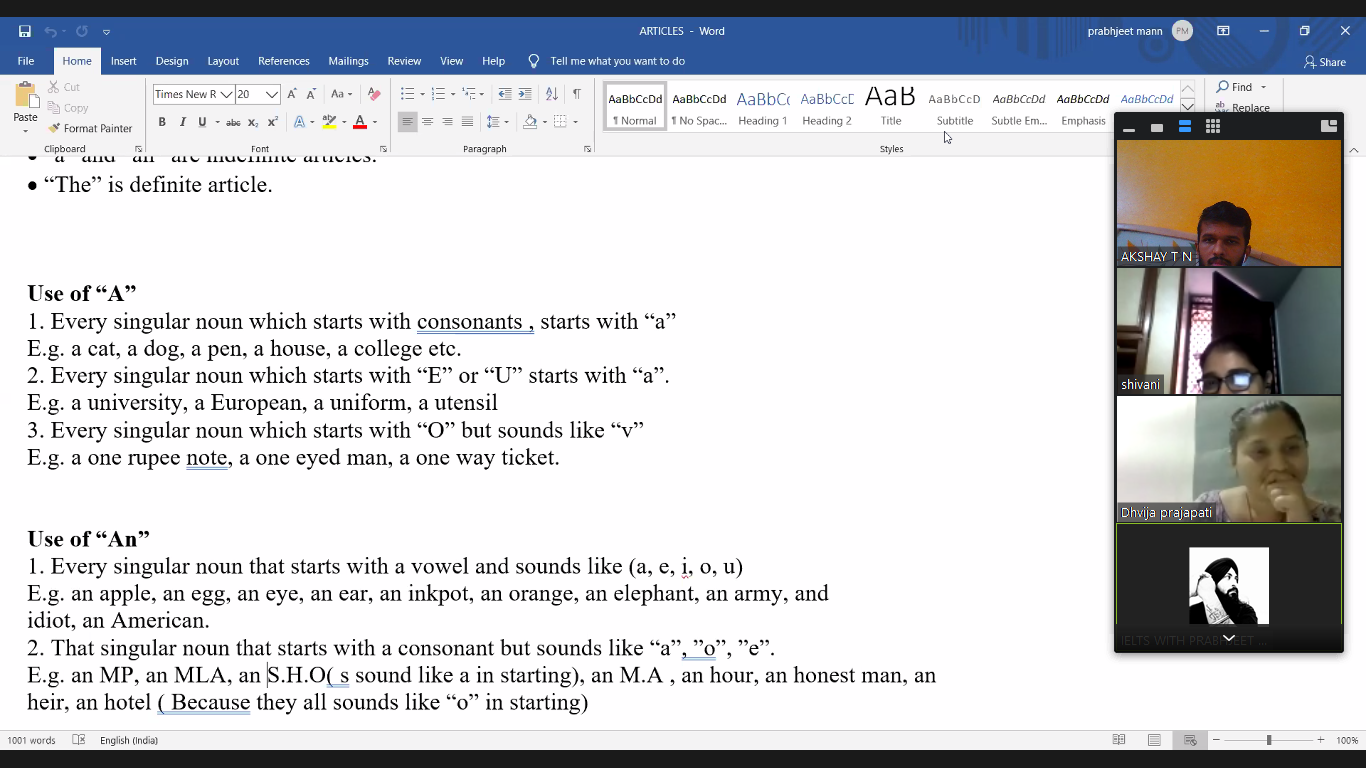 ARTICLES - Word
prabhjeet mann PM
File Home Insert Design Layout References Mailings Review View Help Tell me what you want to do Share
Paste
Cut
Copy
Format Painter
Clipboard
Times New R 20 Aa
B I U abc X₂ X² A A
Font
Paragraph
AaBbCcDd AaBbCcDd AaBbCc AaBbCcD AaB AaBbCcD AaBbCcDd AaBbCcDd AaBbCcDd
¶ Normal ¶ No Spac... Heading 1 Heading 2 Title Subtitle Subtle Em... Emphasis
Styles
Find
Replace
• “a” and “an” are indefinite articles.
• “The” is definite article.
Use of “A”
1. Every singular noun which starts with consonants , starts with “a”
E.g. a cat, a dog, a pen, a house, a college etc.
2. Every singular noun which starts with “E” or “U” starts with “a”.
E.g. a university, a European, a uniform, a utensil
3. Every singular noun which starts with “O” but sounds like “v”
E.g. a one rupee note, a one eyed man, a one way ticket.
Use of “An”
1. Every singular noun that starts with a vowel and sounds like (a, e, i, o, u)
E.g. an apple, an egg, an eye, an ear, an inkpot, an orange, an elephant, an army, and
idiot, an American.
2. That singular noun that starts with a consonant but sounds like “a”, ”o”, ”e”.
E.g. an MP, an MLA, an S.H.O( s sound like a in starting), an M.A , an hour, an honest man, an
heir, an hotel ( Because they all sounds like “o” in starting)
AKSHAY T N
shivani
Dhvija prajapati
IELTS WITH PRABHJEET ...
1001 words English (India) 100%